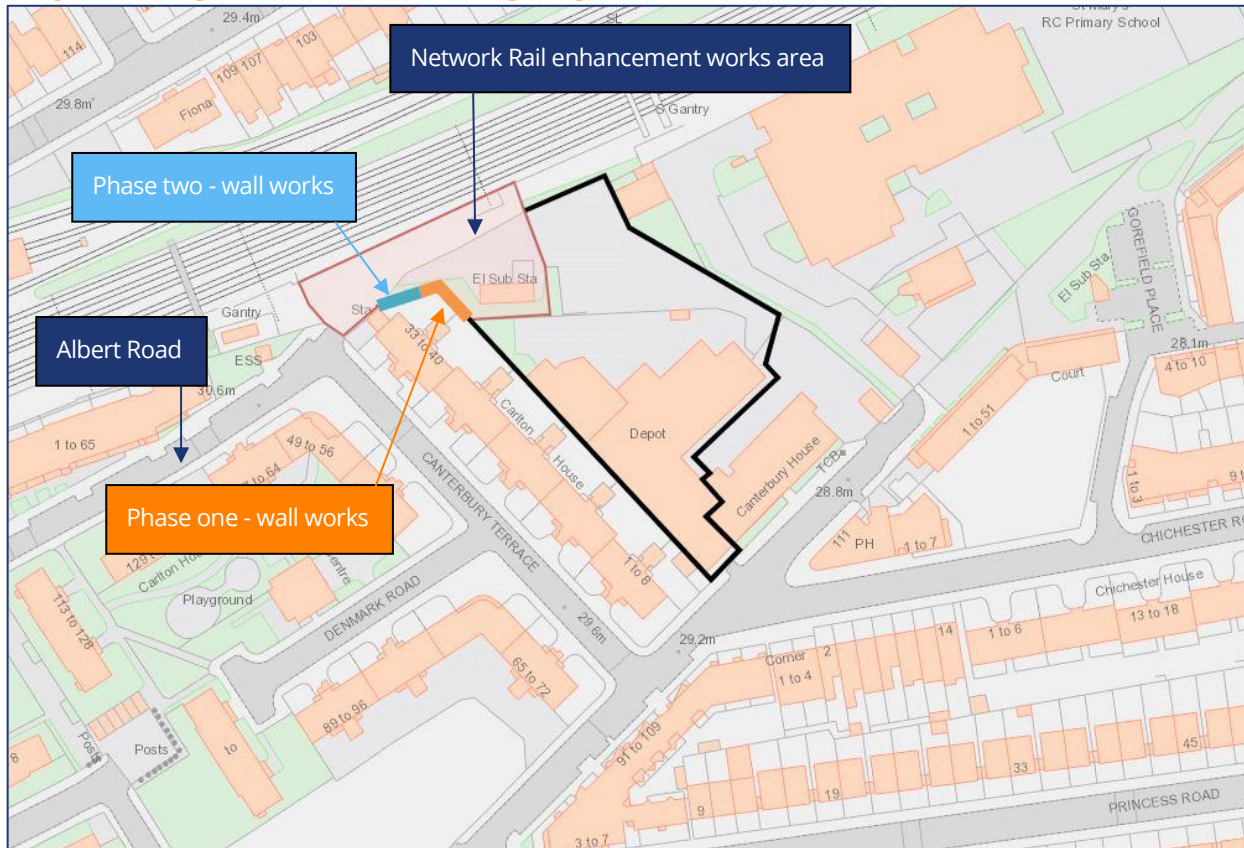 29.4m
SL
St Mary's
RC Primary School
114
109 107
103
Network Rail enhancement works area
29.8m
Fiona
S Gantry
Phase two - wall works
El Sub Sta
GOREFIELD PLACE
El Sub Sta
Sta
Gantry
33 to 40
Albert Road
ESS
30.6m
28.1m
4 to 10
Court
1 to 65
49 to 56
Carlton
House
Depot
1 to 51
Phase one - wall works
CANTERBURY TERRACE
Canterbury House
TCB
28.8m
1 to 3
111
PH
1 to 7
CHICHESTER
Carlton
Playground
DENMARK ROAD
1 to 8
113 to 128
29.6m
29.2m
Chichester House
14
1 to 6
13 to 18
Corner
2
1 to 4
65 to 72
89 to 96
Posts
Posts
to
8
91 to 109
45
33
19
9
PRINCESS ROAD
3 to 7